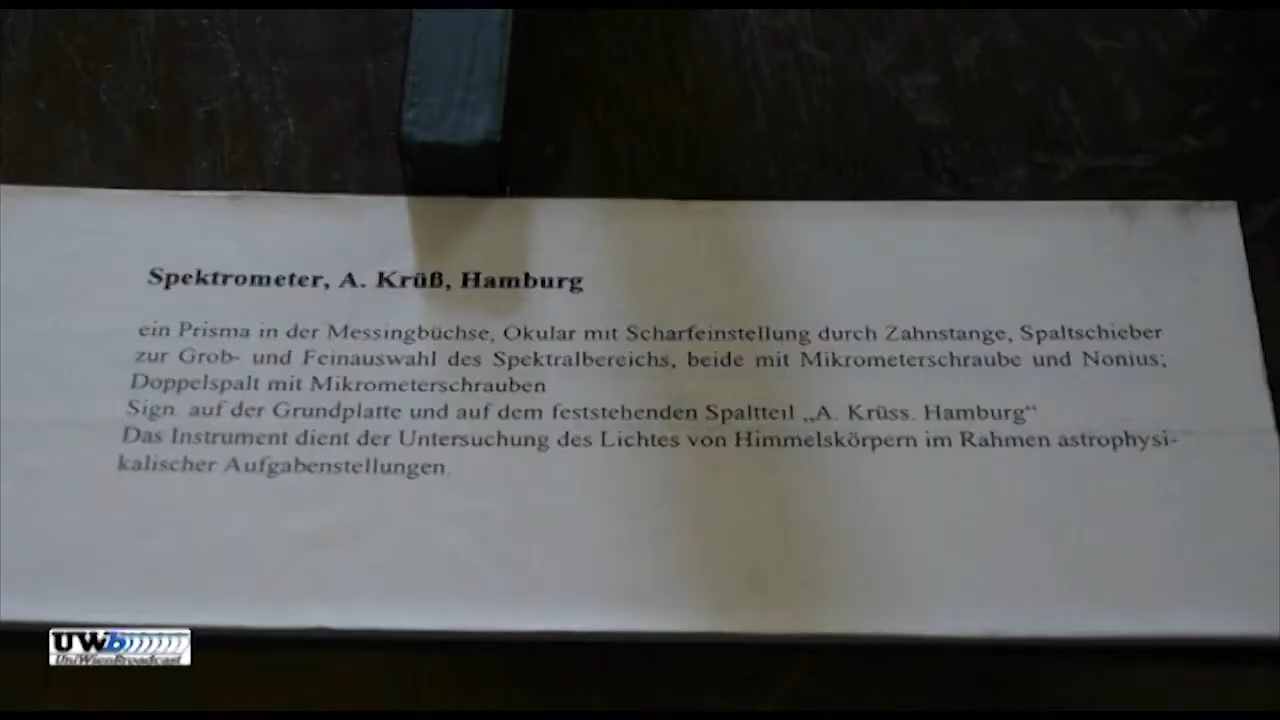 Spektrometer, A. Krüß, Hamburg
ein Prisma in der Messingbüchse, Okular mit Scharfeinstellung durch Zahnstange, Spaltschieber
zur Grob- und Feinauswahl des Spektralbereichs, beide mit Mikrometerschraube und Nonius;
Doppelspalt mit Mikrometerschrauben
Sign. auf der Grundplatte und auf dem feststehenden Spaltteil „A. Krüss. Hamburg“
Das Instrument dient der Untersuchung des Lichtes von Himmelskörpern im Rahmen astrophysi-
kalischer Aufgabenstellungen.
UWb
UniWienBroadcast